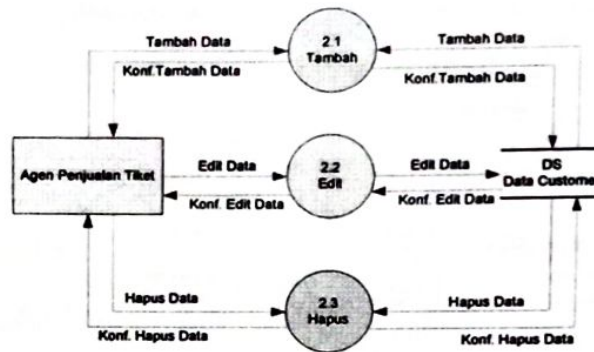 Tambah Data
Konf.Tambah Data
2.1
Tambah
Tambah Data
Konf.Tambah Data
Agen Penjualan Tiket
Edit Data
Konf. Edit Data
2.2
Edit
Edit Data
Konf. Edit Data
DS
Data Custome
Hapus Data
Konf. Hapus Data
2.3
Hapus
Hapus Data
Konf. Hapus Data